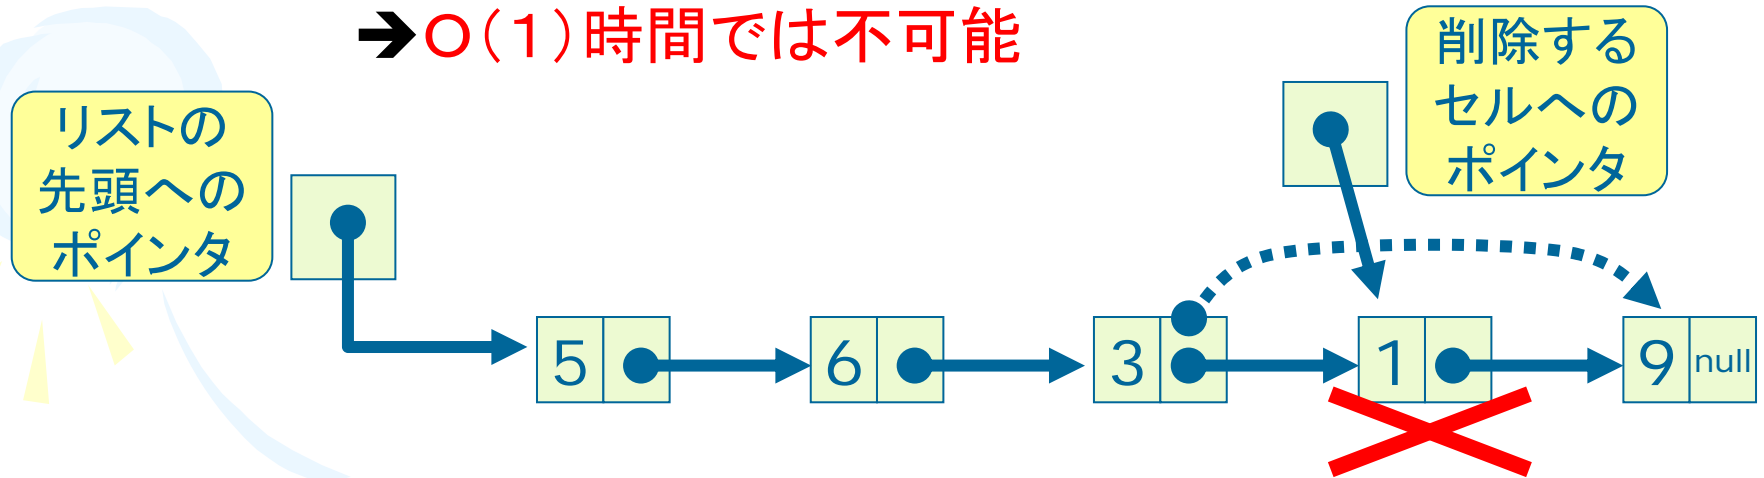 ➔O(1)時間では不可能
リストの
先頭への
ポインタ
削除する
セルへの
ポインタ
5
6
3
1
9
null